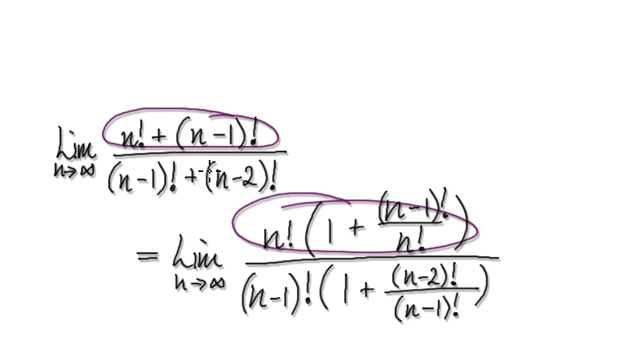 Lim n→∞ n! + (n-1)! / (n-1)! + (n-2)!
= Lim n→∞ n! (1 + (n-1)! / n!) / (n-1)! (1 + (n-2)! / (n-1)!)